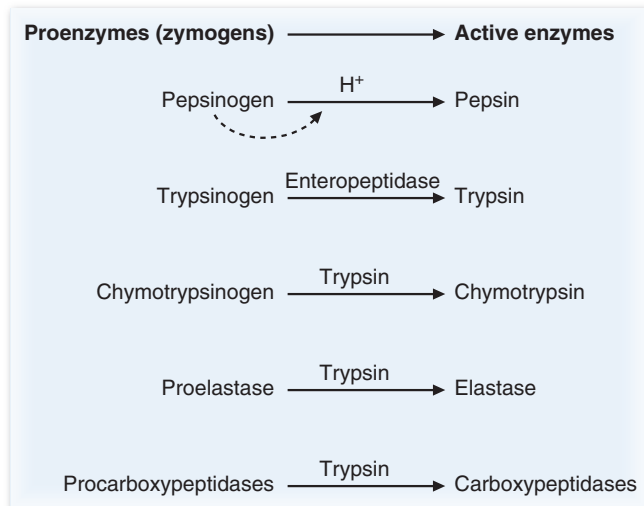 Proenzymes (zymogens) Active enzymes
H⁺
Pepsinogen Pepsin
Enteropeptidase
Trypsinogen Trypsin
Trypsin
Chymotrypsinogen Chymotrypsin
Trypsin
Proelastase Elastase
Trypsin
Procarboxypeptidases Carboxypeptidases